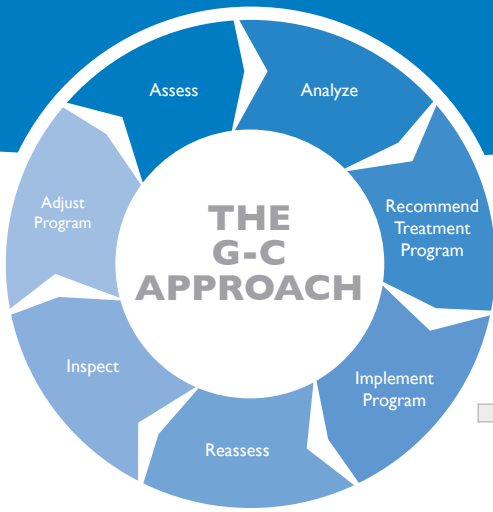 Assess
Analyze
Recommend
Treatment
Program
Implement
Program
Reassess
Inspect
Adjust
Program
THE
G-C
APPROACH